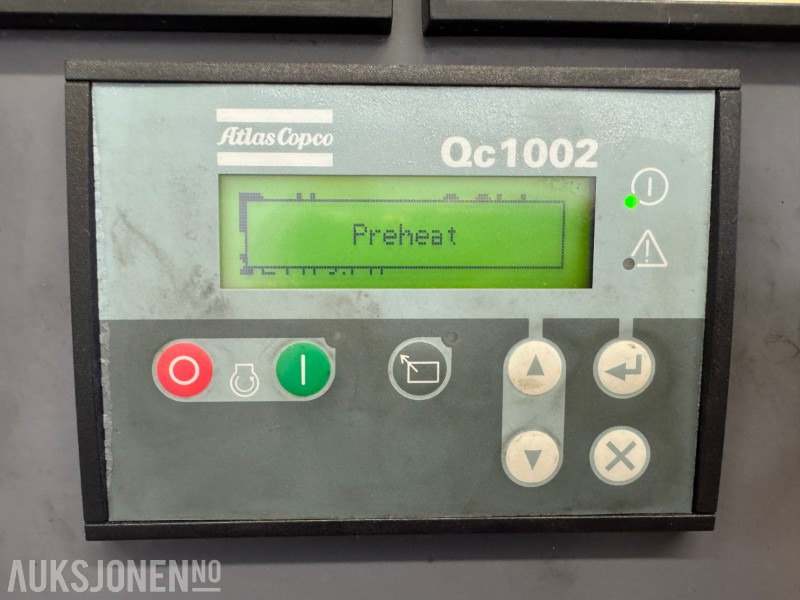 Atlas Copco
Qc1002
Preheat
AUKSJONEN.NO